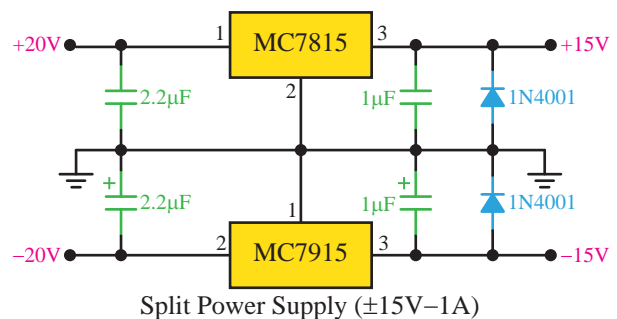 +20V 1 MC7815 3 +15V
2
2.2µF 1µF 1N4001
+ +
2.2µF 1µF 1N4001
1
−20V 2 MC7915 3 −15V
Split Power Supply (±15V−1A)